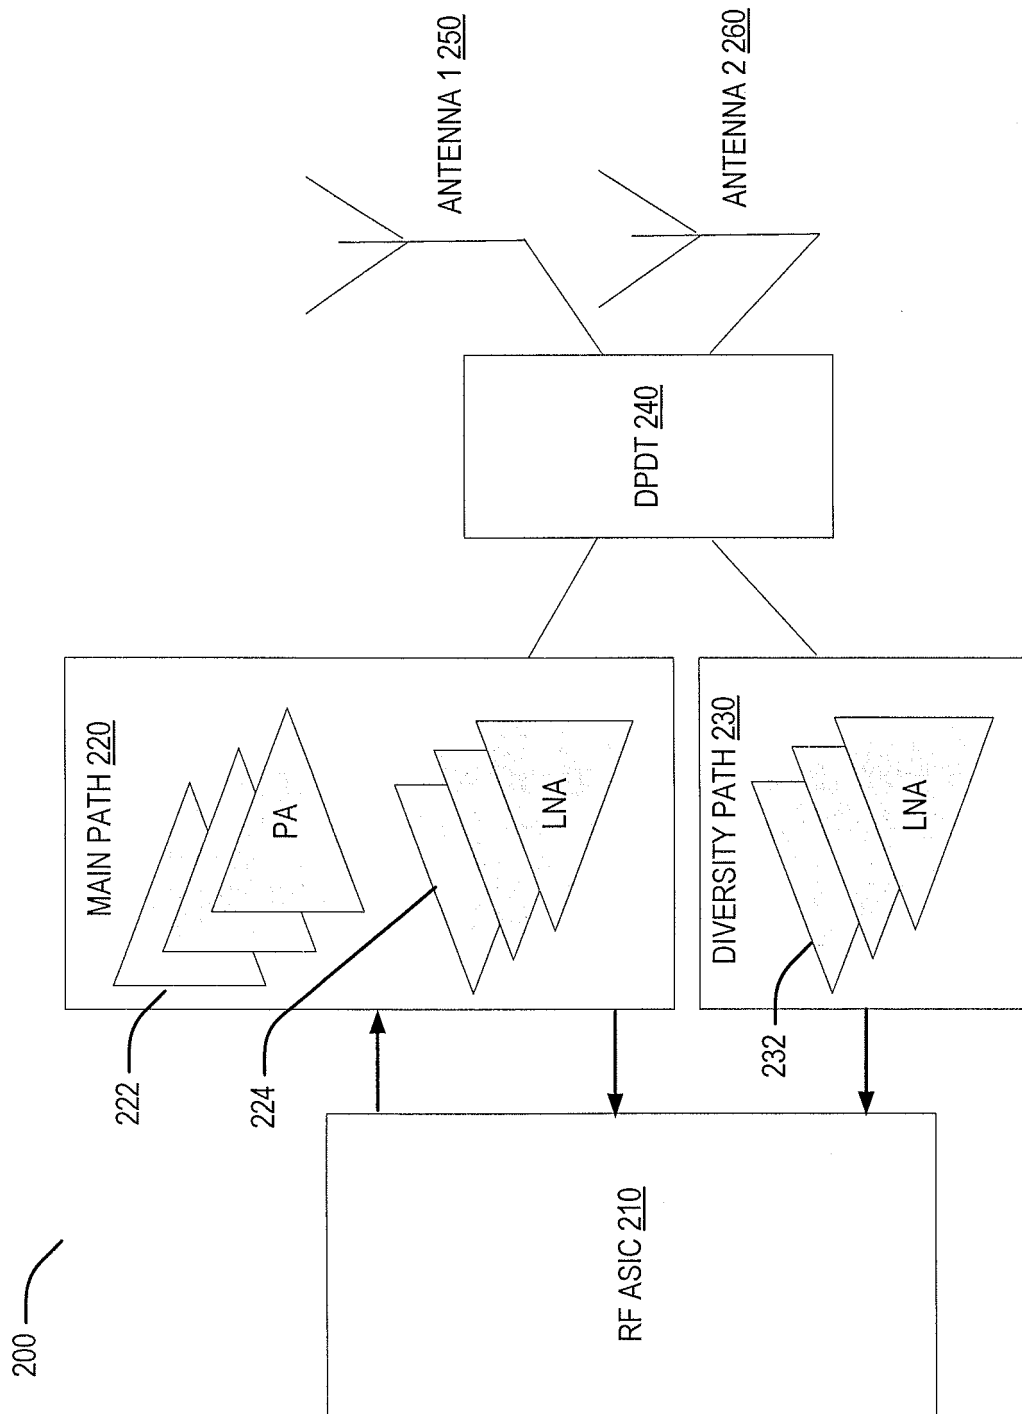 200
RF ASIC 210
222
224
232
MAIN PATH 220
PA
LNA
DIVERSITY PATH 230
LNA
DPDT 240
ANTENNA 1 250
ANTENNA 2 260